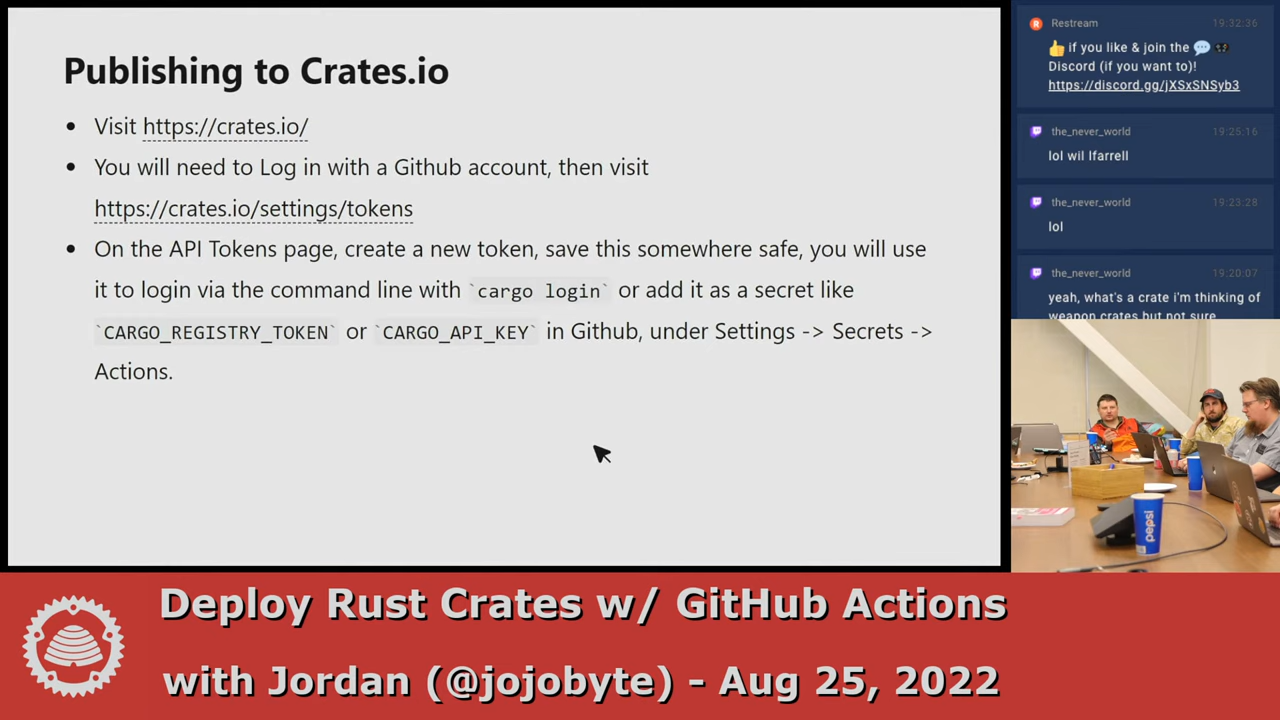 Publishing to Crates.io
• Visit https://crates.io/
• You will need to Log in with a Github account, then visit
https://crates.io/settings/tokens
• On the API Tokens page, create a new token, save this somewhere safe, you will use
it to login via the command line with `cargo login` or add it as a secret like
`CARGO_REGISTRY_TOKEN` or `CARGO_API_KEY` in Github, under Settings -> Secrets ->
Actions.
Restream 19:32:36
👍 if you like & join the 💬 🎮
Discord (if you want to)!
https://discord.gg/jXSxSNSyb3
the_never_world 19:25:16
lol wil lfarrell
the_never_world 19:23:28
lol
the_never_world 19:20:07
yeah, what's a crate i'm thinking of
weapon crates but not sure
pepsi
Deploy Rust Crates w/ GitHub Actions
with Jordan (@jojobyte) - Aug 25, 2022